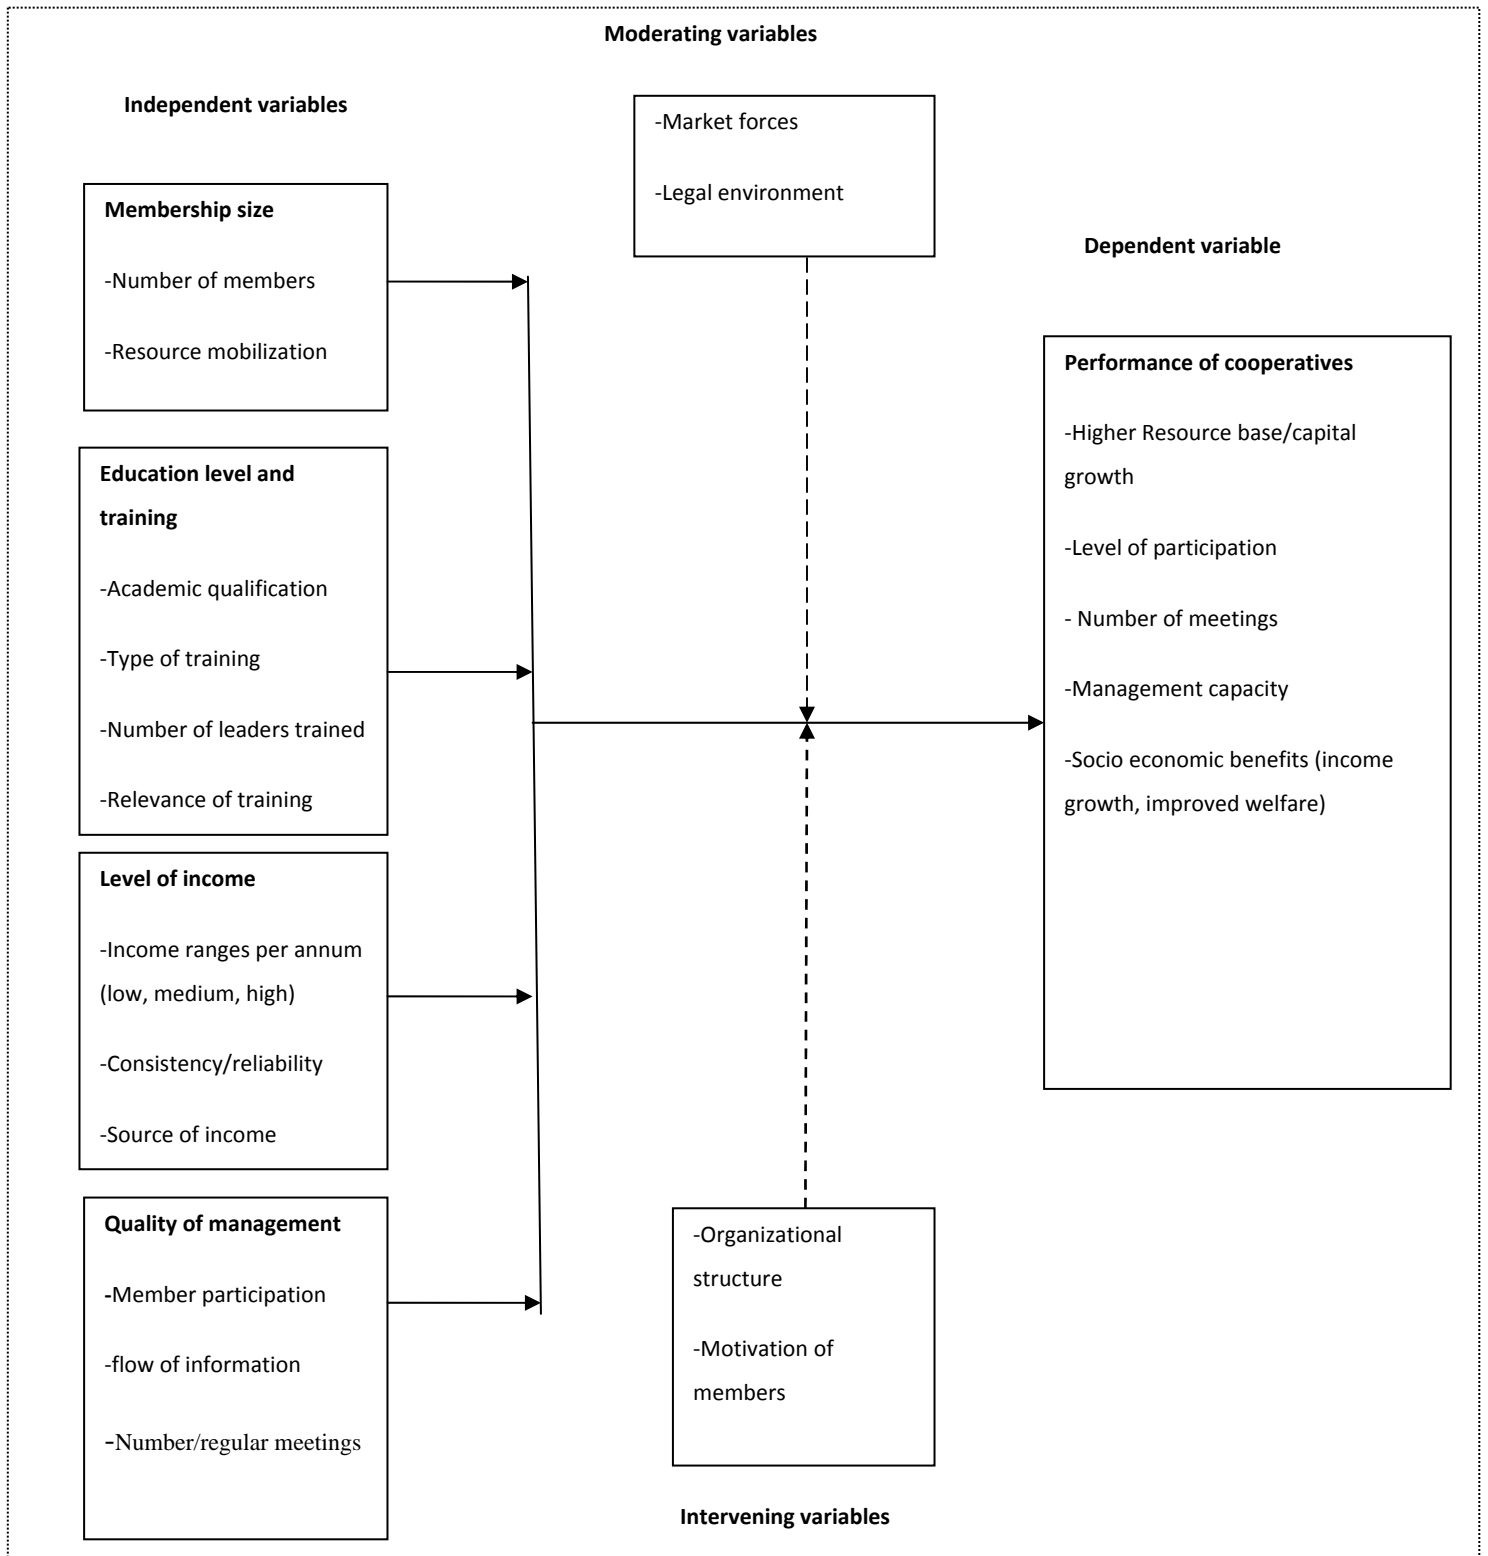 Moderating variables
Independent variables
-Market forces
-Legal environment
Membership size
-Number of members
-Resource mobilization
Dependent variable
Performance of cooperatives
-Higher Resource base/capital
growth
-Level of participation
- Number of meetings
-Management capacity
-Socio economic benefits (income
growth, improved welfare)
Education level and
training
-Academic qualification
-Type of training
-Number of leaders trained
-Relevance of training
Level of income
-Income ranges per annum
(low, medium, high)
-Consistency/reliability
-Source of income
Quality of management
-Member participation
-flow of information
-Number/regular meetings
-Organizational
structure
-Motivation of
members
Intervening variables